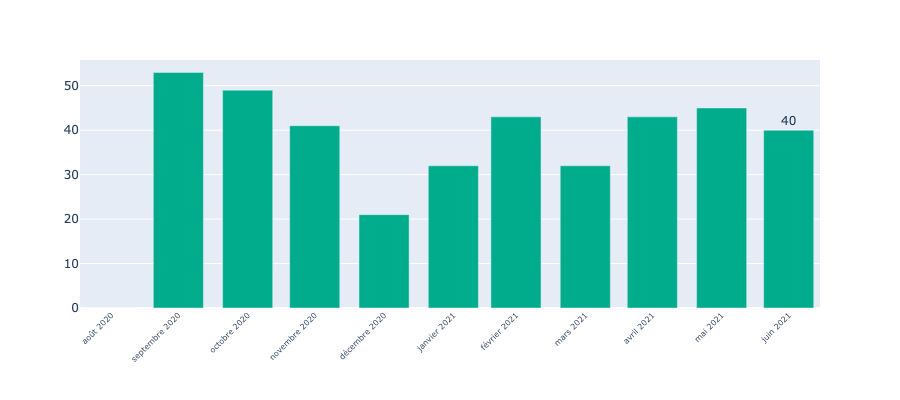 50
40
30
20
10
0
40
août 2020
septembre 2020
octobre 2020
novembre 2020
décembre 2020
janvier 2021
février 2021
mars 2021
avril 2021
mai 2021
juin 2021